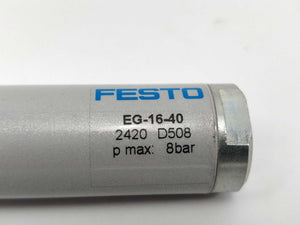 FESTO
EG-16-40
2420 D508
p max: 8bar